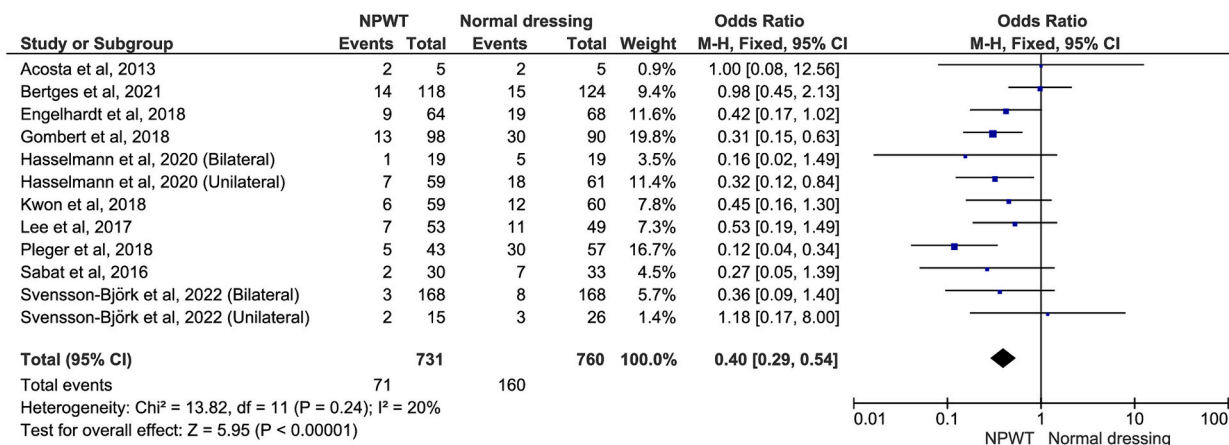 NPWT Normal dressing Odds Ratio Odds Ratio
Study or Subgroup Events Total Events Total Weight M-H, Fixed, 95% CI M-H, Fixed, 95% CI
Acosta et al, 2013 2 5 2 5 0.9% 1.00 [0.08, 12.56]
Bertges et al, 2021 14 118 15 124 9.4% 0.98 [0.45, 2.13]
Engelhardt et al, 2018 9 64 19 68 11.6% 0.42 [0.17, 1.02]
Gombert et al, 2018 13 98 30 90 19.8% 0.31 [0.15, 0.63]
Hasselmann et al, 2020 (Bilateral) 1 19 5 19 3.5% 0.16 [0.02, 1.49]
Hasselmann et al, 2020 (Unilateral) 7 59 18 61 11.4% 0.32 [0.12, 0.84]
Kwon et al, 2018 6 59 12 60 7.8% 0.45 [0.16, 1.30]
Lee et al, 2017 7 53 11 49 7.3% 0.53 [0.19, 1.49]
Pleger et al, 2018 5 43 30 57 16.7% 0.12 [0.04, 0.34]
Sabat et al, 2016 2 30 7 33 4.5% 0.27 [0.05, 1.39]
Svensson-Björk et al, 2022 (Bilateral) 3 168 8 168 5.7% 0.36 [0.09, 1.40]
Svensson-Björk et al, 2022 (Unilateral) 2 15 3 26 1.4% 1.18 [0.17, 8.00]
Total (95% CI) 731 760 100.0% 0.40 [0.29, 0.54]
Total events 71 160
Heterogeneity: Chi² = 13.82, df = 11 (P = 0.24); I² = 20%
Test for overall effect: Z = 5.95 (P < 0.00001)
0.01 0.1 1 10 100
NPWT Normal dressing